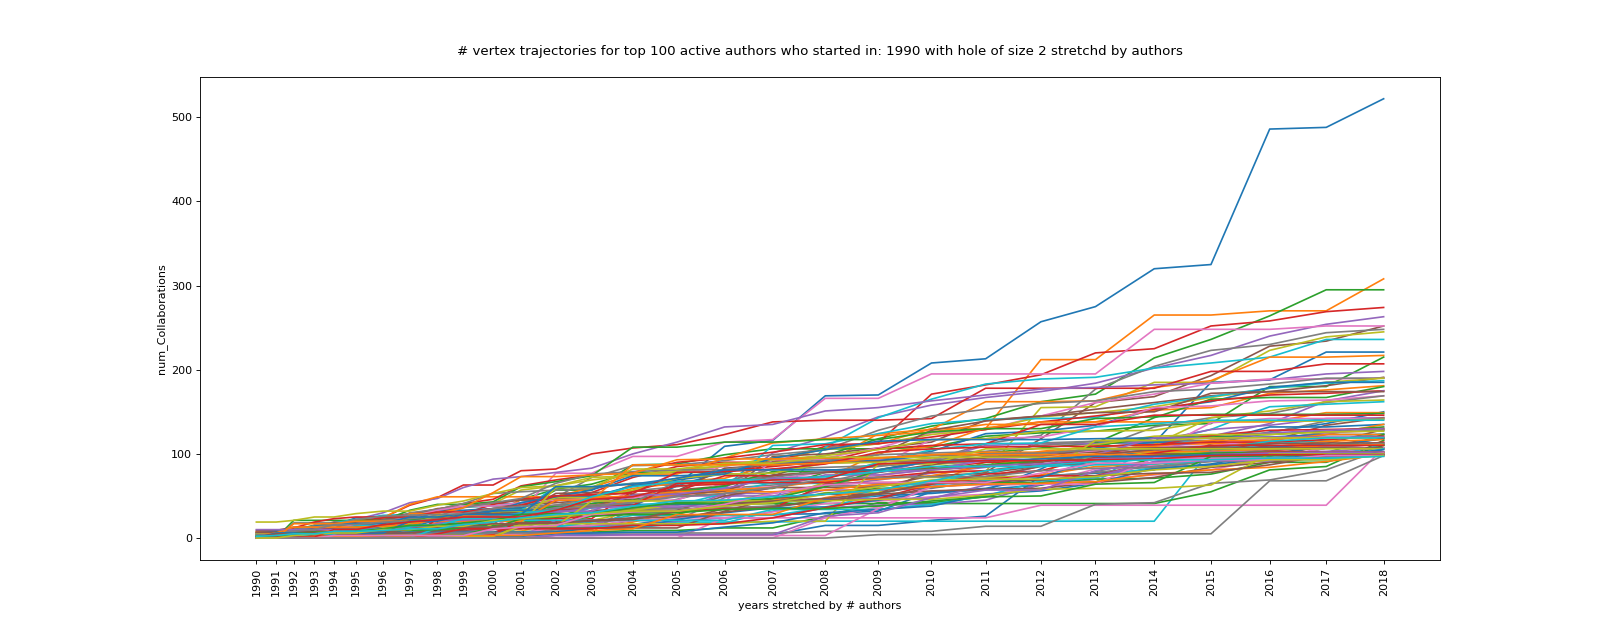 # vertex trajectories for top 100 active authors who started in: 1990 with hole of size 2 stretchd by authors
num_Collaborations
500
400
300
200
100
0
1990 1991 1992 1993 1994 1995 1996 1997 1998 1999 2000 2001 2002 2003 2004 2005 2006 2007 2008 2009 2010 2011 2012 2013 2014 2015 2016 2017 2018
years stretched by # authors